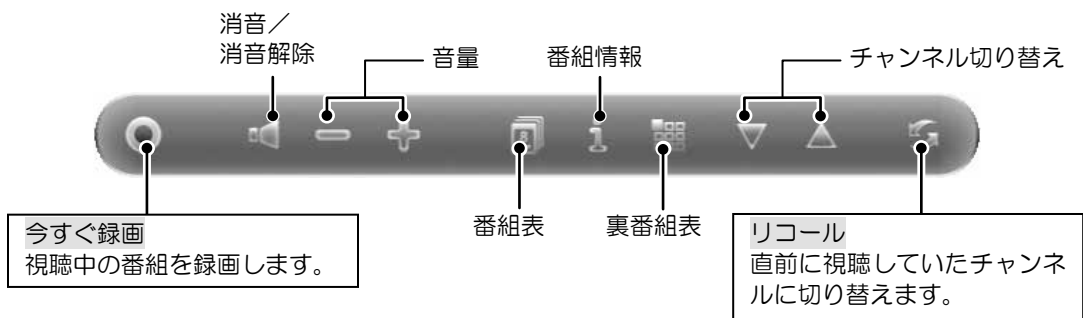 消音／
消音解除
音量
番組情報
チャンネル切り替え
今すぐ録画
視聴中の番組を録画します。
番組表
裏番組表
リコール
直前に視聴していたチャンネ
ルに切り替えます。